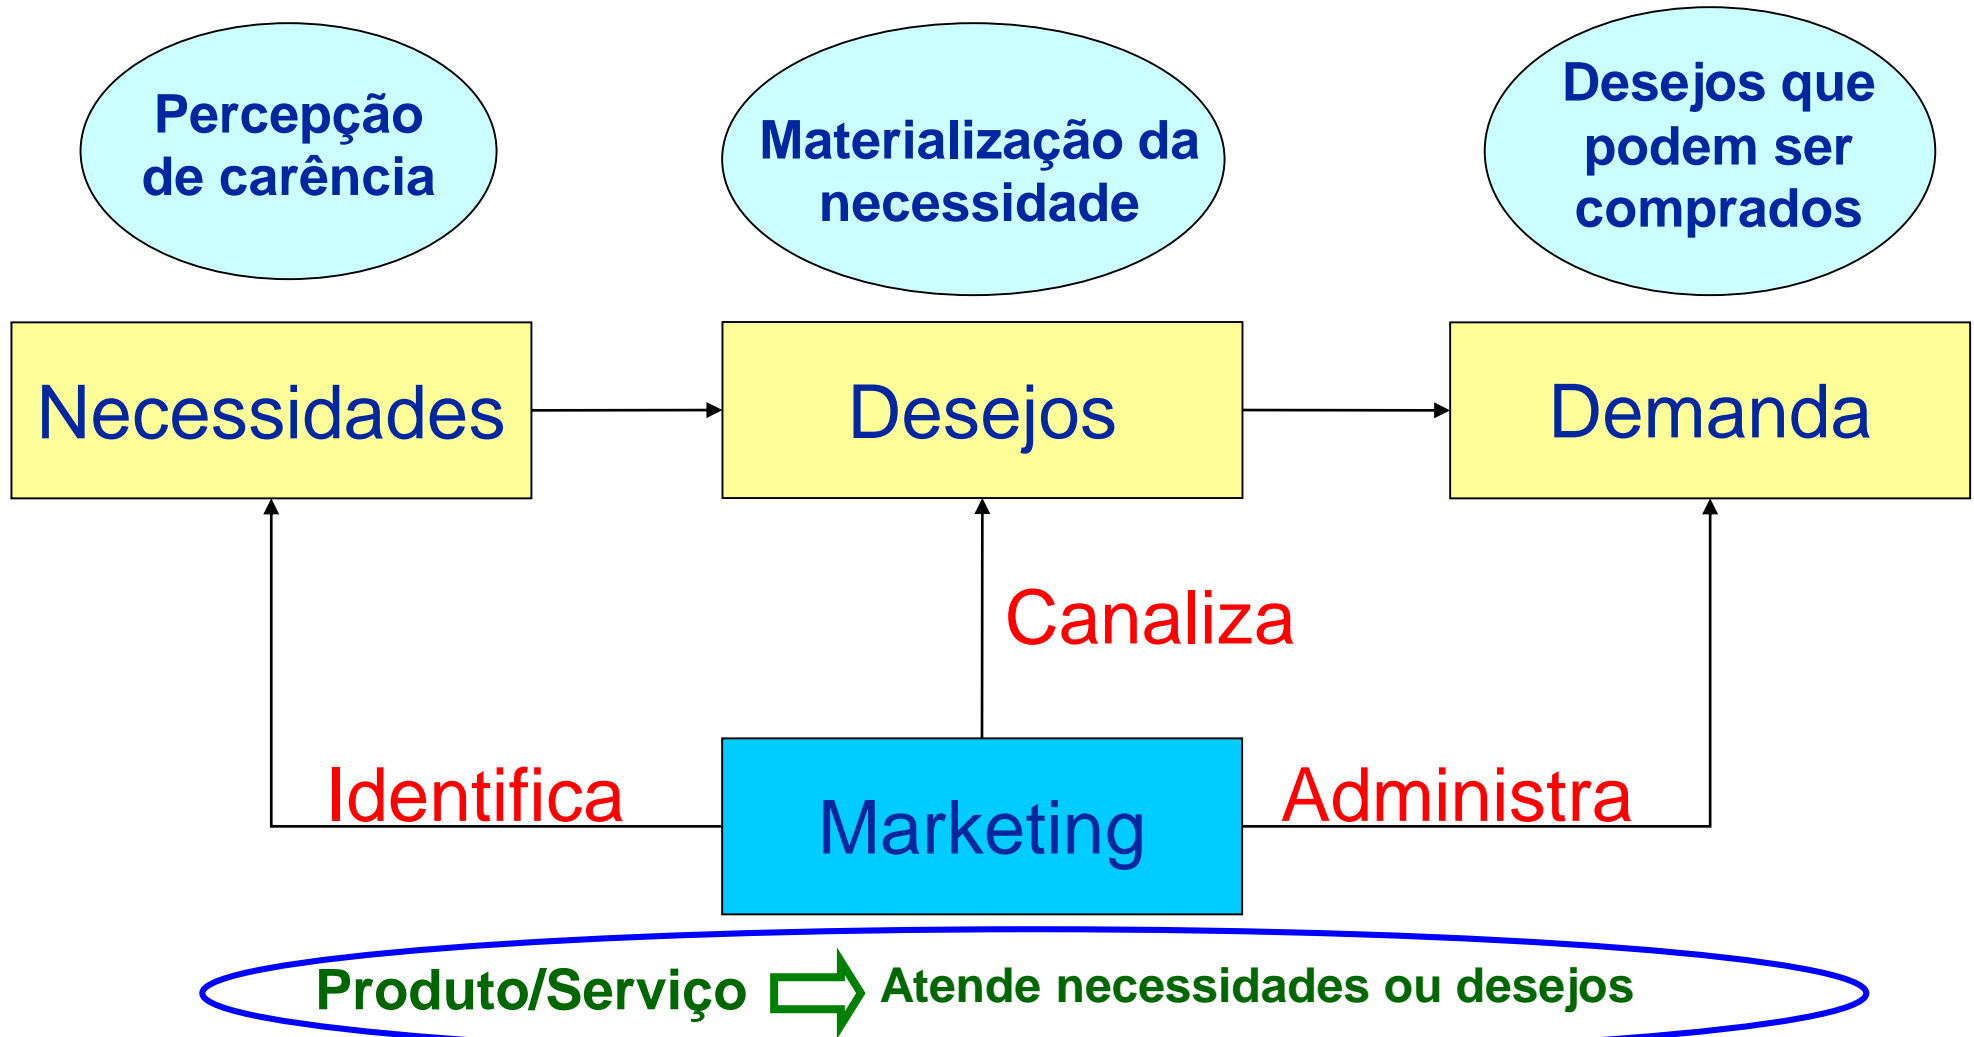 Percepção
de carência
Materialização da
necessidade
Desejos que
podem ser
comprados
Necessidades
Desejos
Demanda
Canaliza
Identifica
Marketing
Administra
Produto/Serviço
Atende necessidades ou desejos